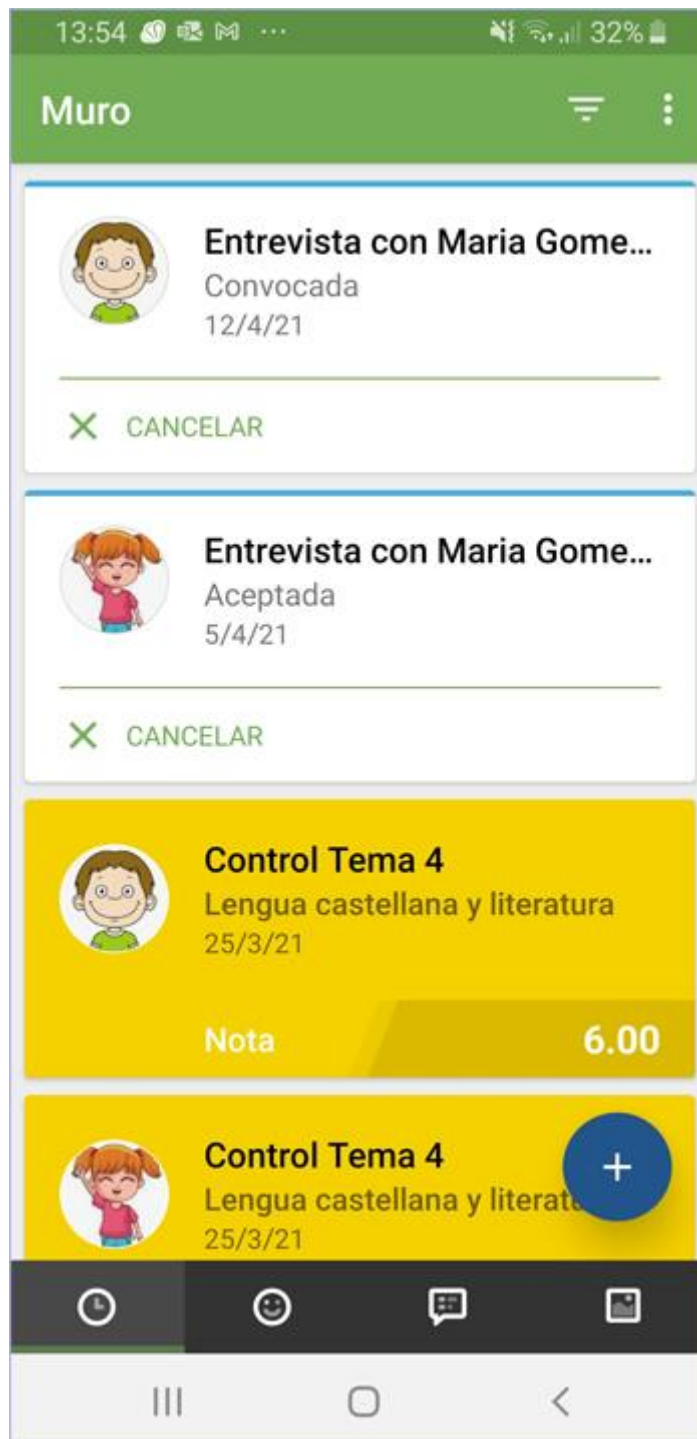 13:54 ... 32%
Muro
Entrevista con Maria Gome...
Convocada
12/4/21
CANCELAR
Entrevista con Maria Gome...
Aceptada
5/4/21
CANCELAR
Control Tema 4
Lengua castellana y literatura
25/3/21
Nota 6.00
Control Tema 4
Lengua castellana y literatu
25/3/21